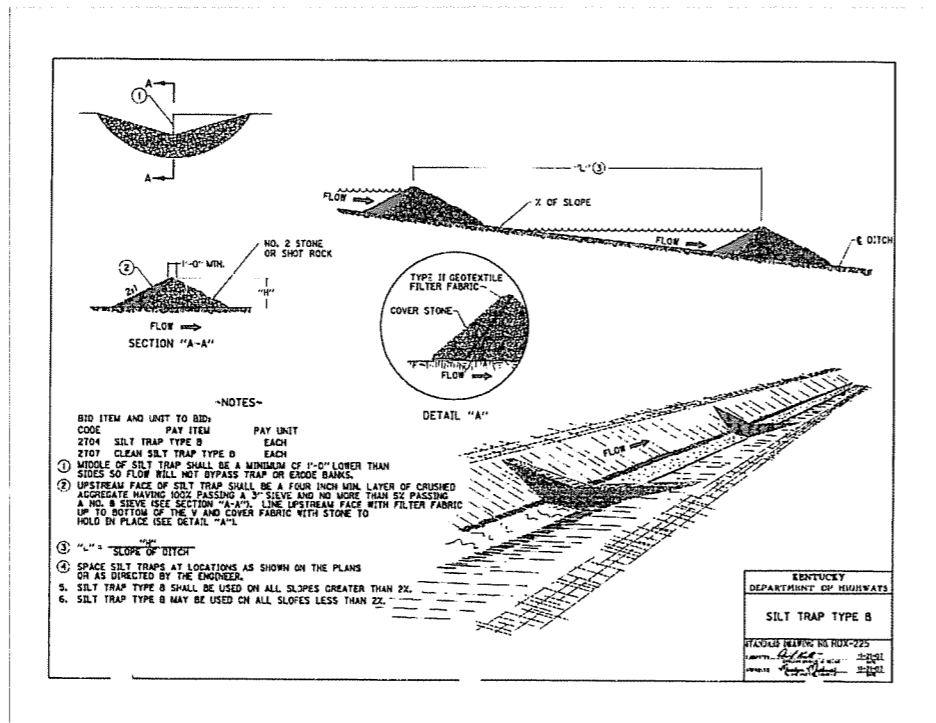 A
①
A
"L" ③
FLOW
% OF SLOPE
FLOW
℄ DITCH
②
1'-0" MIN.
NO. 2 STONE
OR SHOT ROCK
2:1
"H"
FLOW
SECTION "A-A"
TYPE II GEOTEXTILE
FILTER FABRIC
COVER STONE
FLOW
DETAIL "A"
FLOW
~NOTES~
BID ITEM AND UNIT TO BID:
CODE PAY ITEM PAY UNIT
2704 SILT TRAP TYPE B EACH
2707 CLEAN SILT TRAP TYPE B EACH
① MIDDLE OF SILT TRAP SHALL BE A MINIMUM OF 1'-0" LOWER THAN
SIDES SO FLOW WILL NOT BYPASS TRAP OR ERODE BANKS.
② UPSTREAM FACE OF SILT TRAP SHALL BE A FOUR INCH MIN. LAYER OF CRUSHED
AGGREGATE HAVING 100% PASSING A 3" SIEVE AND NO MORE THAN 5% PASSING
A NO. 8 SIEVE (SEE SECTION "A-A"). LINE UPSTREAM FACE WITH FILTER FABRIC
UP TO BOTTOM OF THE V AND COVER FABRIC WITH STONE TO
HOLD IN PLACE (SEE DETAIL "A").
③ "L" = "H"
SLOPE OF DITCH
④ SPACE SILT TRAPS AT LOCATIONS AS SHOWN ON THE PLANS
OR AS DIRECTED BY THE ENGINEER.
5. SILT TRAP TYPE B SHALL BE USED ON ALL SLOPES GREATER THAN 2%.
6. SILT TRAP TYPE B MAY BE USED ON ALL SLOPES LESS THAN 2%.
KENTUCKY
DEPARTMENT OF HIGHWAYS
SILT TRAP TYPE B
STANDARD DRAWING NO. RDX-225